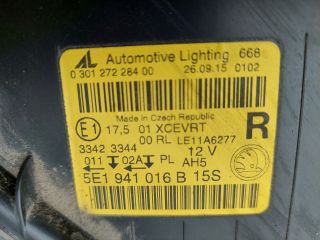 AL Automotive Lighting 668
0 301 272 284 00 26.09.15 0102
Made in Czech Republic
E1 17,5 01 XCEVRT R
00 RL LE11A6277
3342 3344 12 V
011 02A PL AH5
5E1 941 016 B 15S